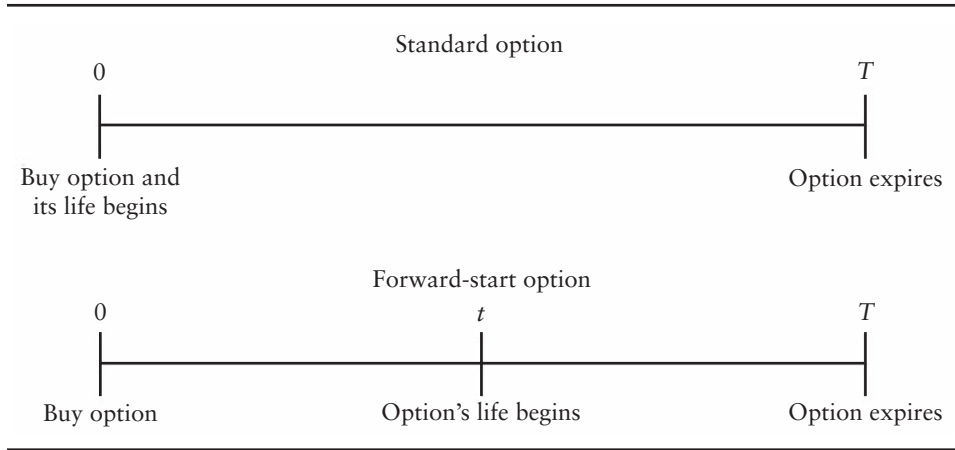 Standard option
0
T
Buy option and
its life begins
Option expires
Forward-start option
0
t
T
Buy option
Option’s life begins
Option expires